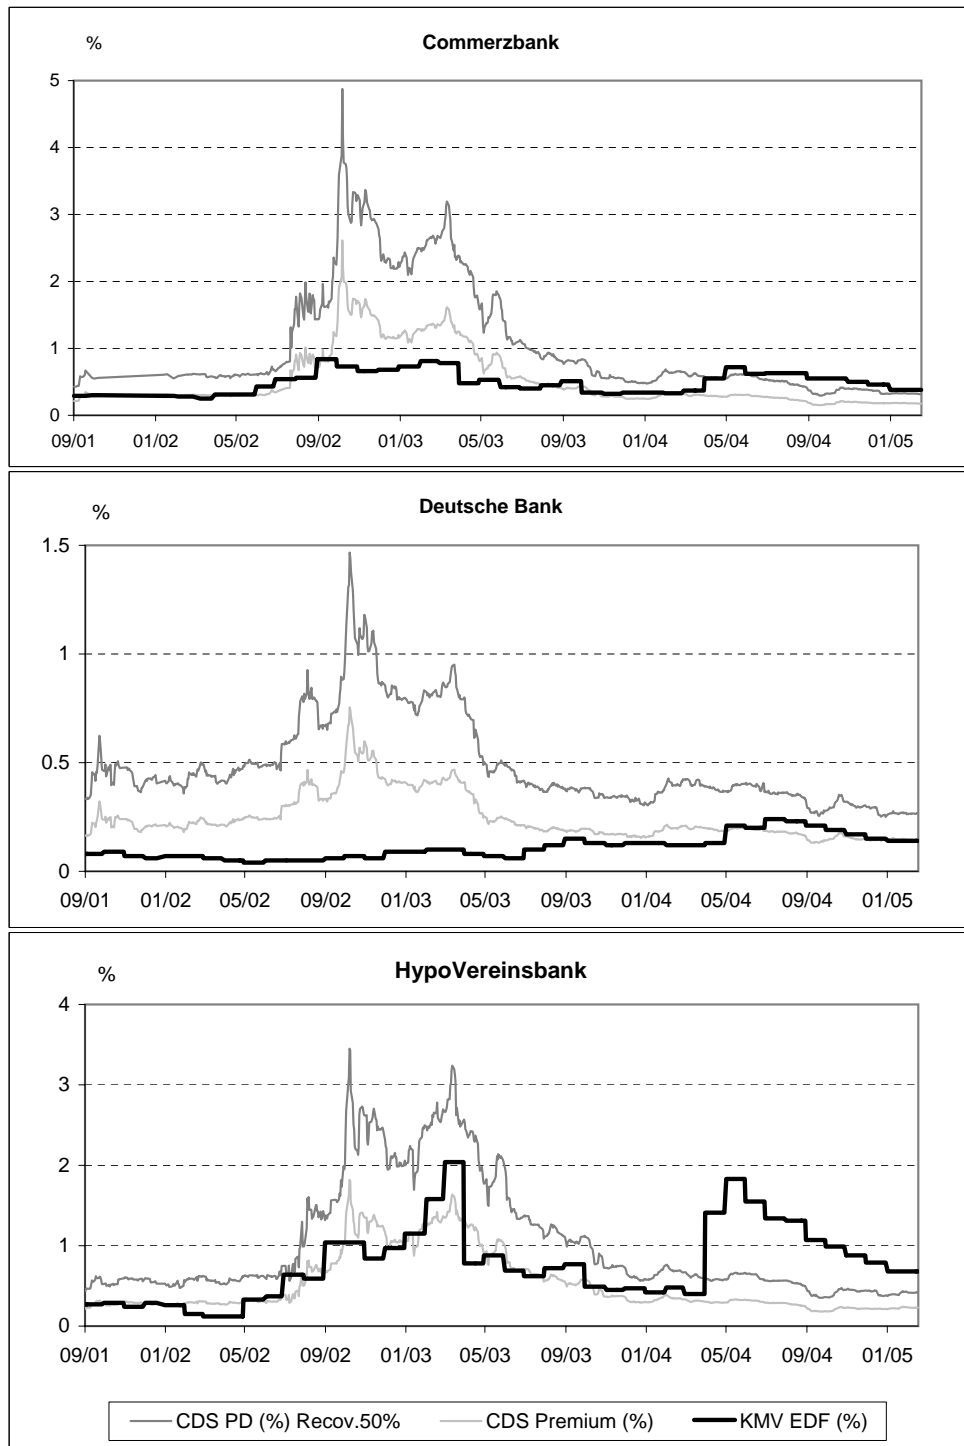 %
Commerzbank
5
4
3
2
1
0
09/01 01/02 05/02 09/02 01/03 05/03 09/03 01/04 05/04 09/04 01/05
%
Deutsche Bank
1.5
1
0.5
0
09/01 01/02 05/02 09/02 01/03 05/03 09/03 01/04 05/04 09/04 01/05
%
HypoVereinsbank
4
3
2
1
0
09/01 01/02 05/02 09/02 01/03 05/03 09/03 01/04 05/04 09/04 01/05
CDS PD (%) Recov.50% CDS Premium (%) KMV EDF (%)